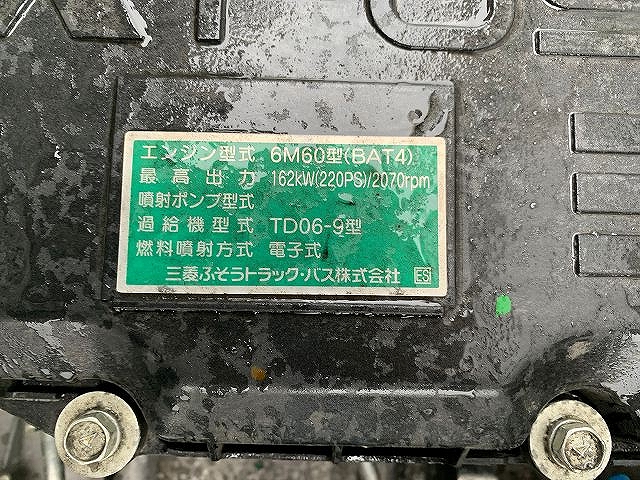 エンジン型式 6M60型(BAT4)
最高出力 162kW(220PS)/2070rpm
噴射ポンプ型式
過給機型式 TD06-9型
燃料噴射方式 電子式
三菱ふそうトラック・バス株式会社 ES